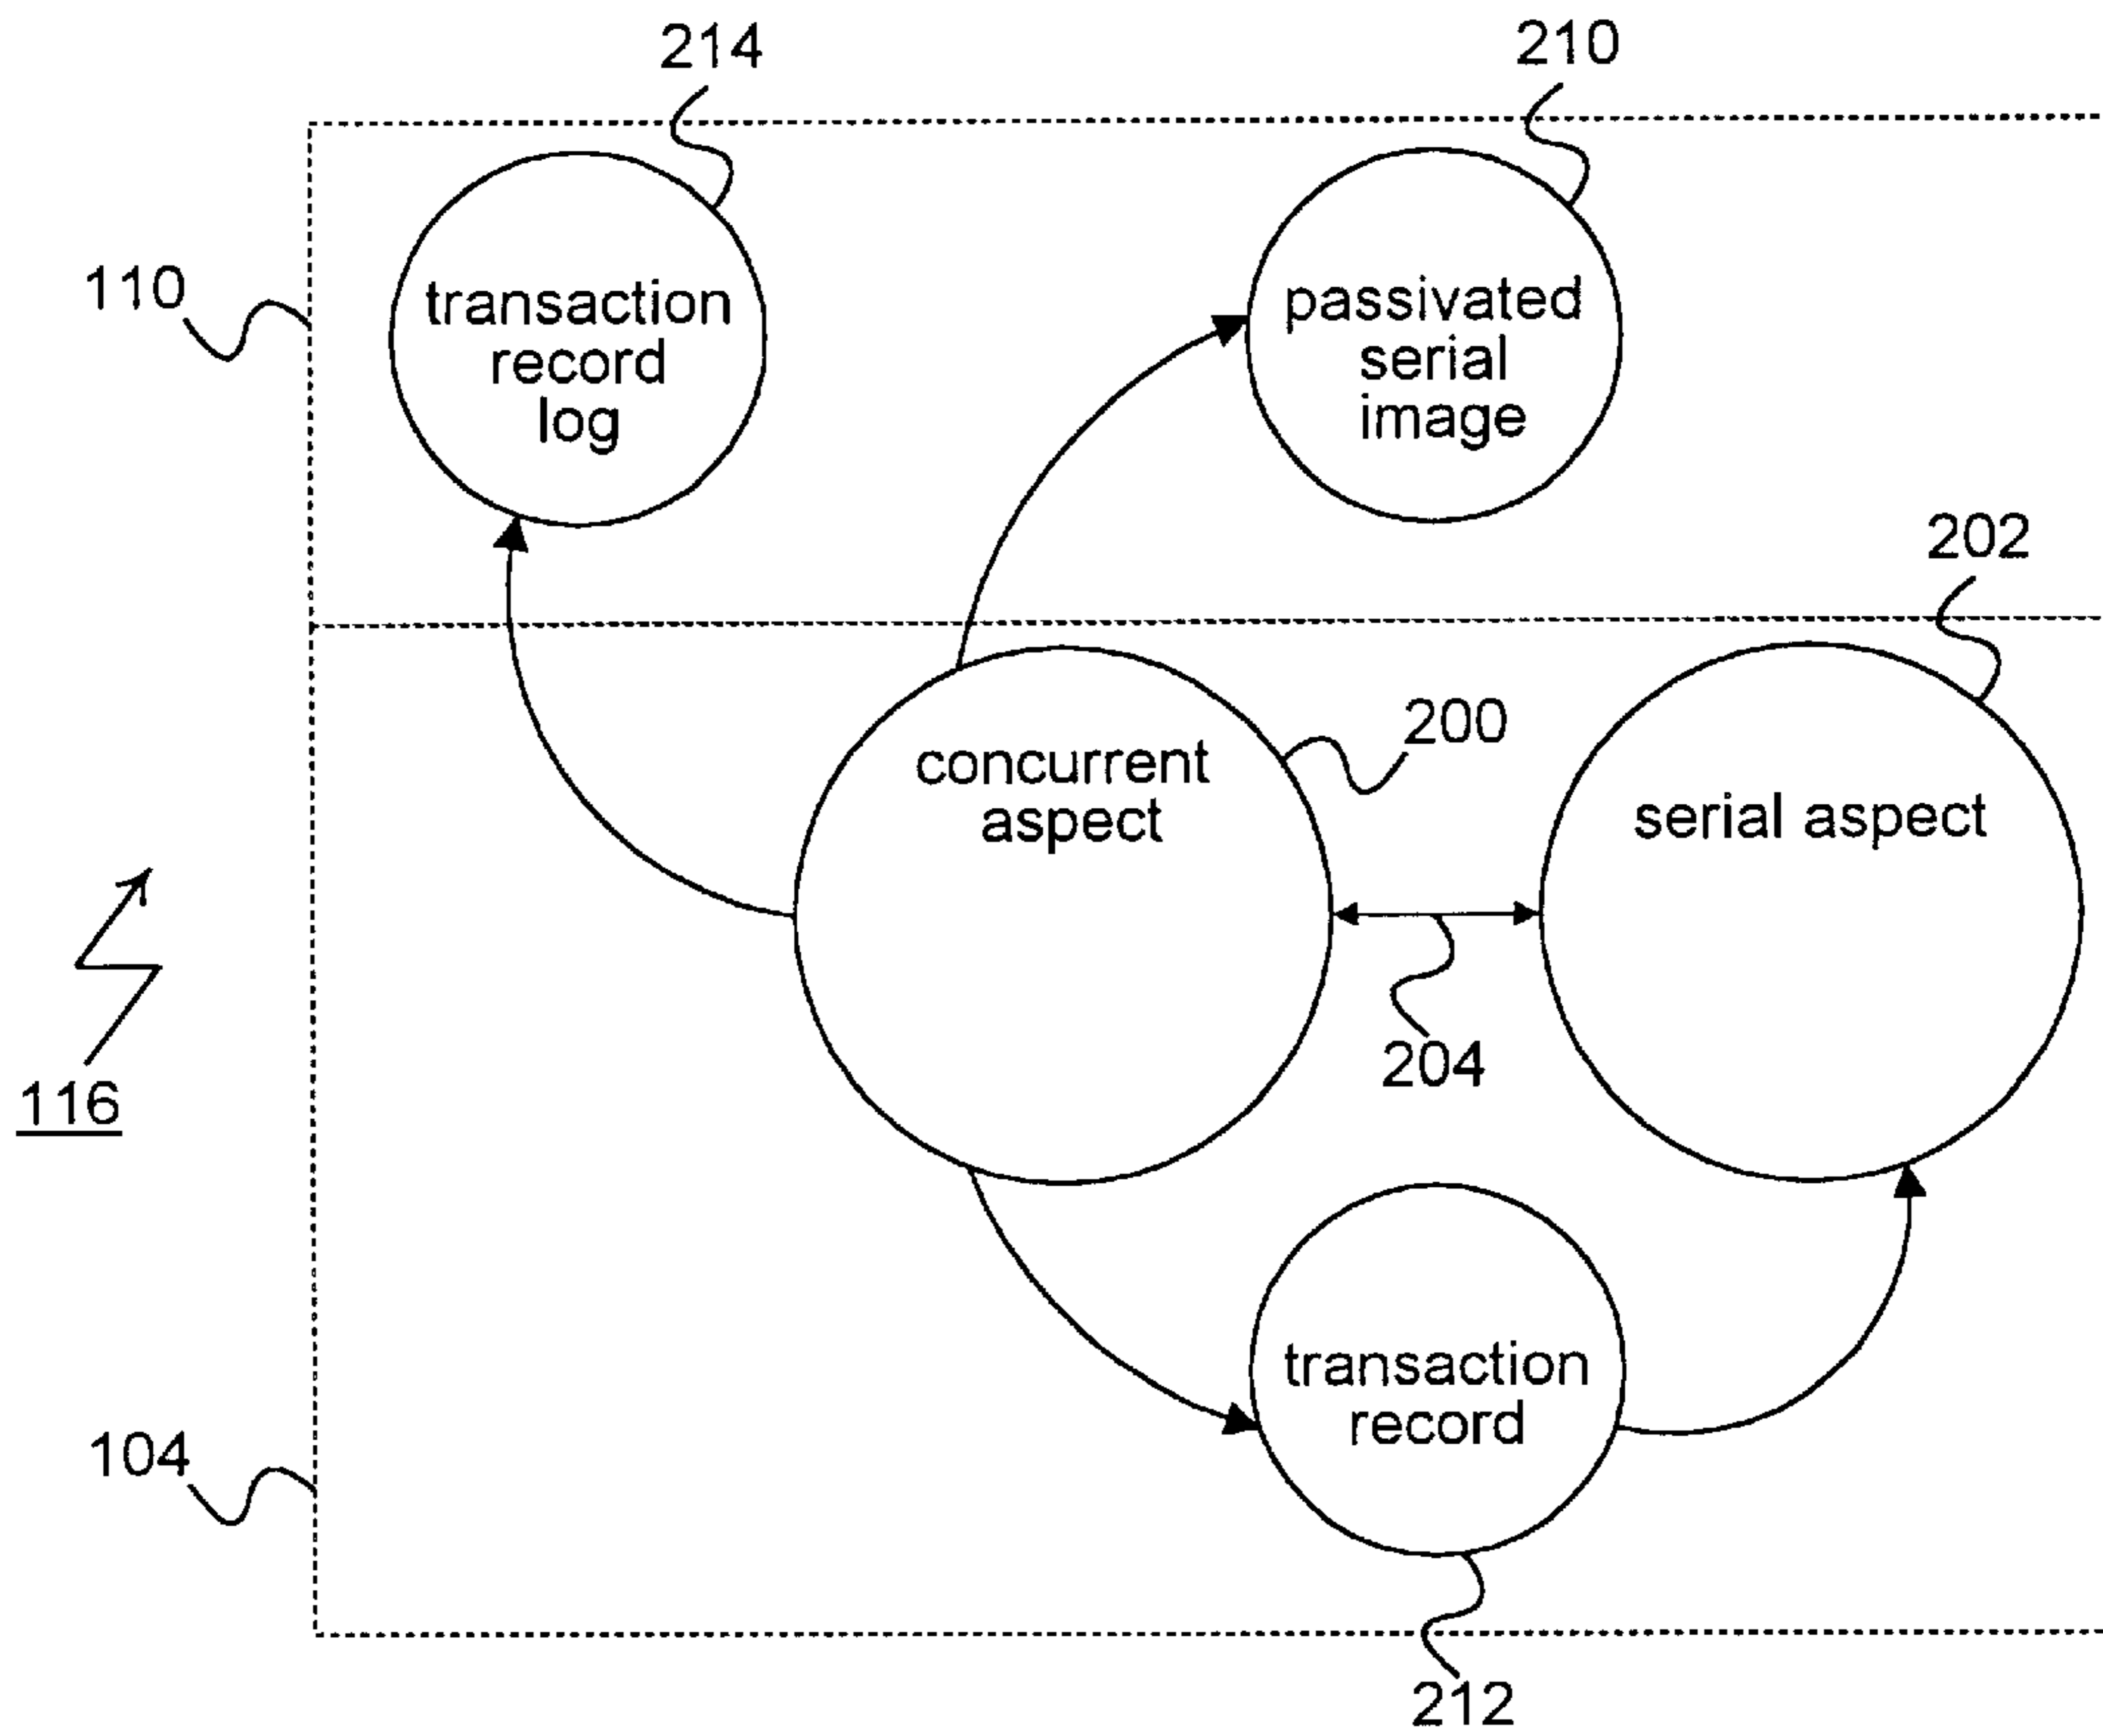 214
210
110
transaction
record
log
passivated
serial
image
202
200
concurrent
aspect
serial aspect
204
116
transaction
record
104
212